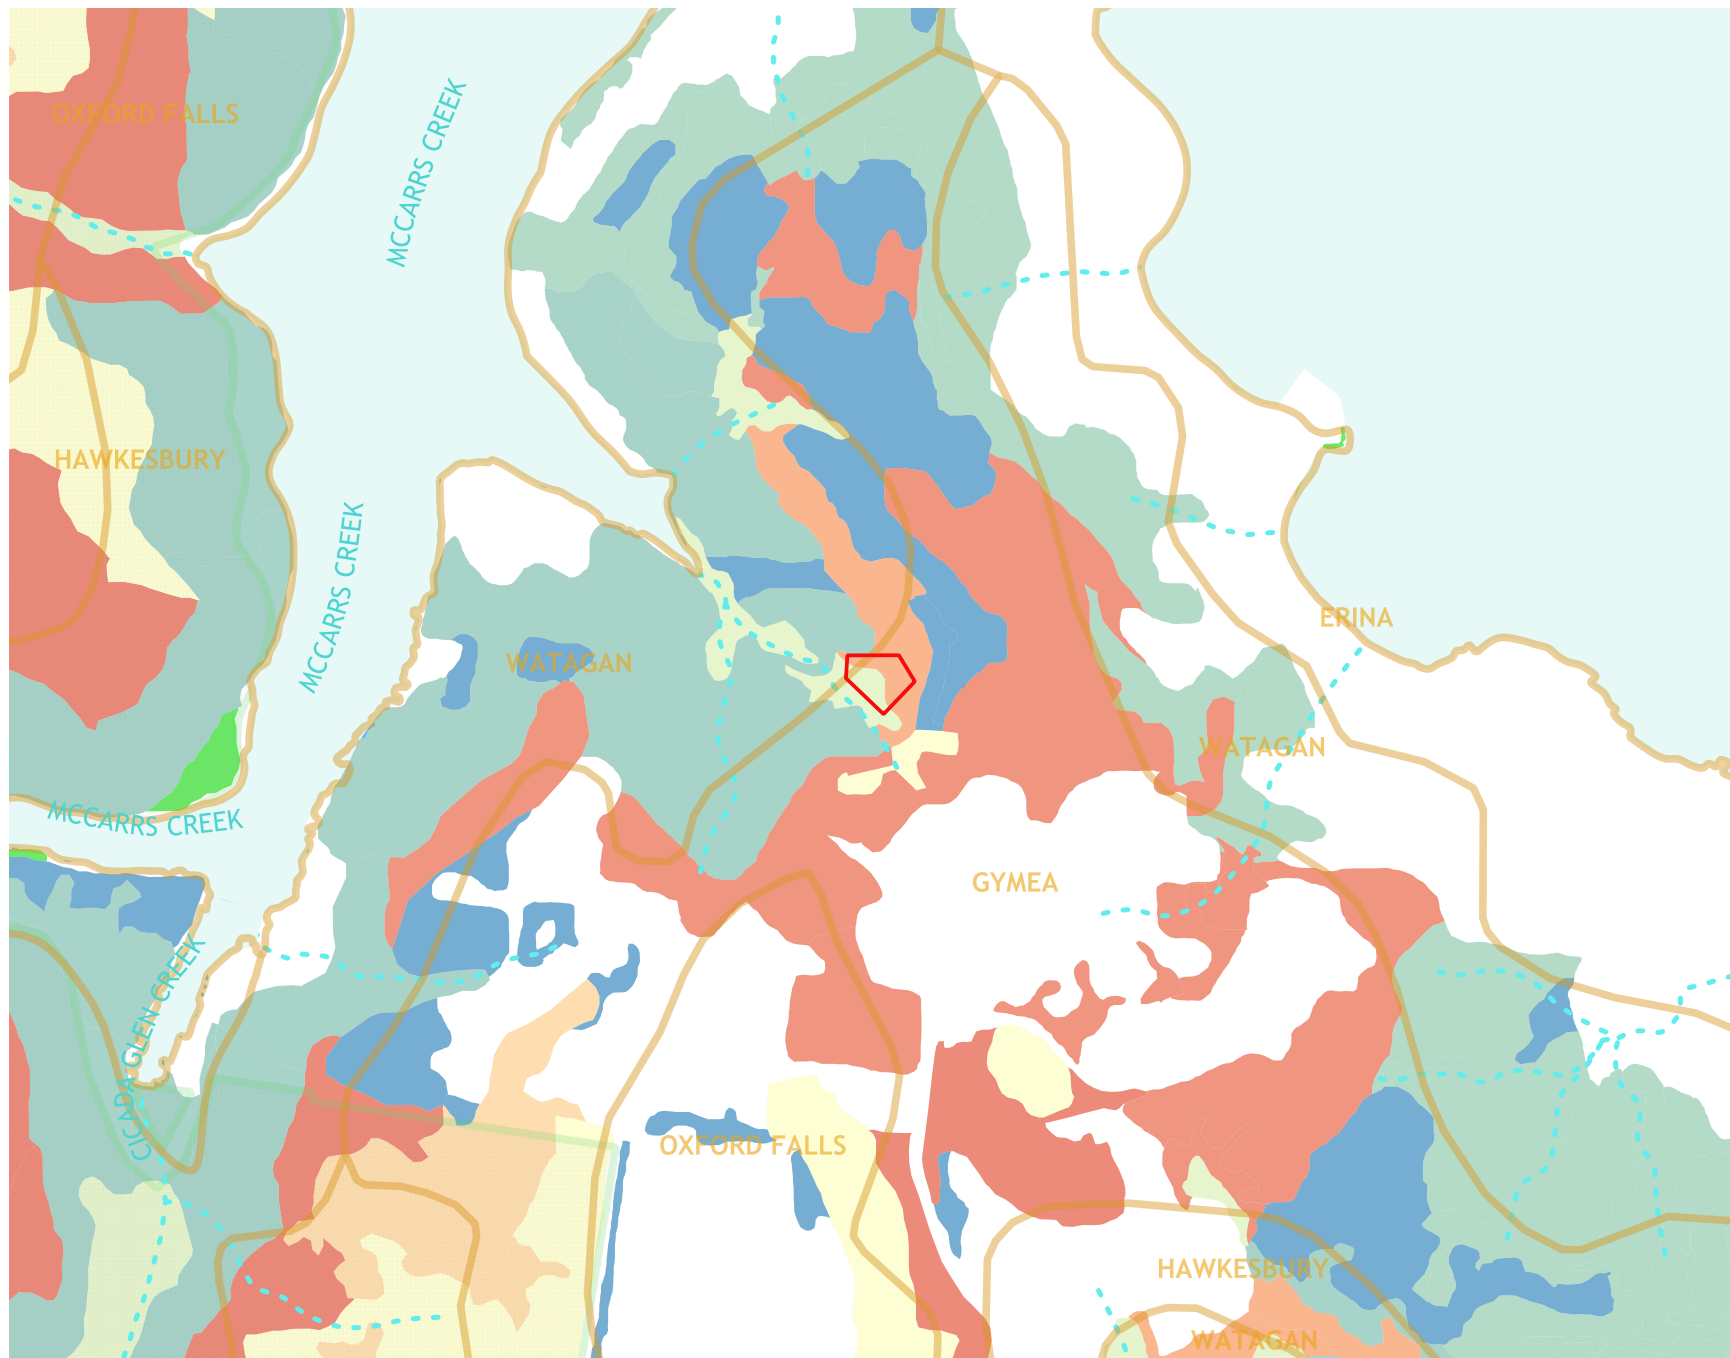 OXFORD FALLS
MCCARRS CREEK
HAWKESBURY
MCCARRS CREEK
ERINA
WATAGAN
WATAGAN
MCCARRS CREEK
GYMEA
CICADA GLEN CREEK
OXFORD FALLS
HAWKESBURY
WATAGAN